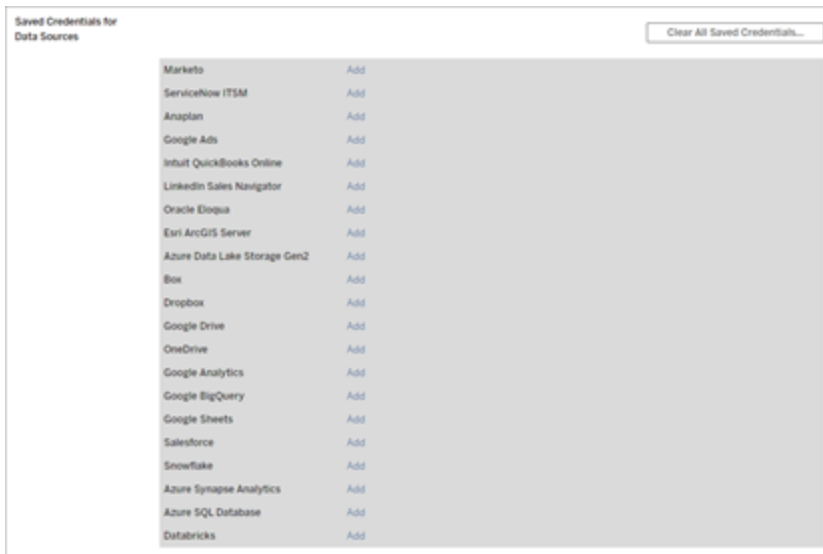 Saved Credentials for
Data Sources
Clear All Saved Credentials...
Marketo Add
ServiceNow ITSM Add
Anaplan Add
Google Ads Add
Intuit QuickBooks Online Add
LinkedIn Sales Navigator Add
Oracle Eloqua Add
Esri ArcGIS Server Add
Azure Data Lake Storage Gen2 Add
Box Add
Dropbox Add
Google Drive Add
OneDrive Add
Google Analytics Add
Google BigQuery Add
Google Sheets Add
Salesforce Add
Snowflake Add
Azure Synapse Analytics Add
Azure SQL Database Add
Databricks Add